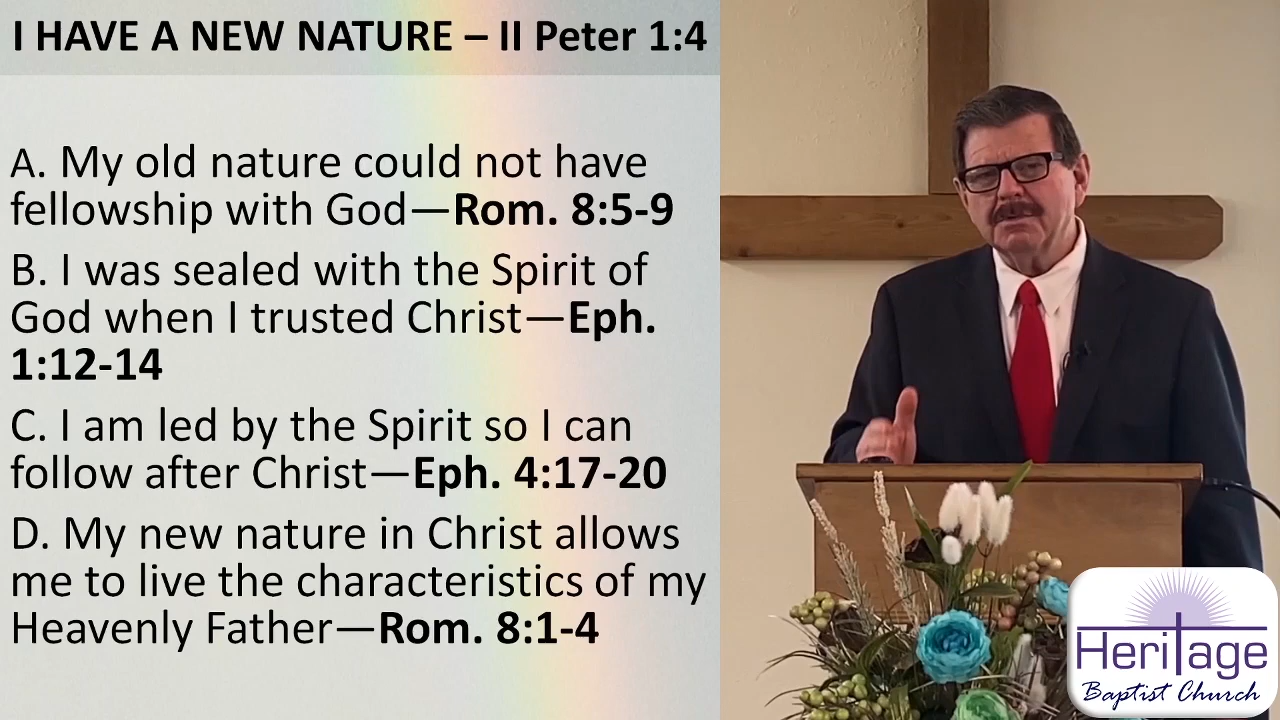 I HAVE A NEW NATURE – II Peter 1:4
A. My old nature could not have
fellowship with God—Rom. 8:5-9
B. I was sealed with the Spirit of
God when I trusted Christ—Eph.
1:12-14
C. I am led by the Spirit so I can
follow after Christ—Eph. 4:17-20
D. My new nature in Christ allows
me to live the characteristics of my
Heavenly Father—Rom. 8:1-4
Heritage
Baptist Church